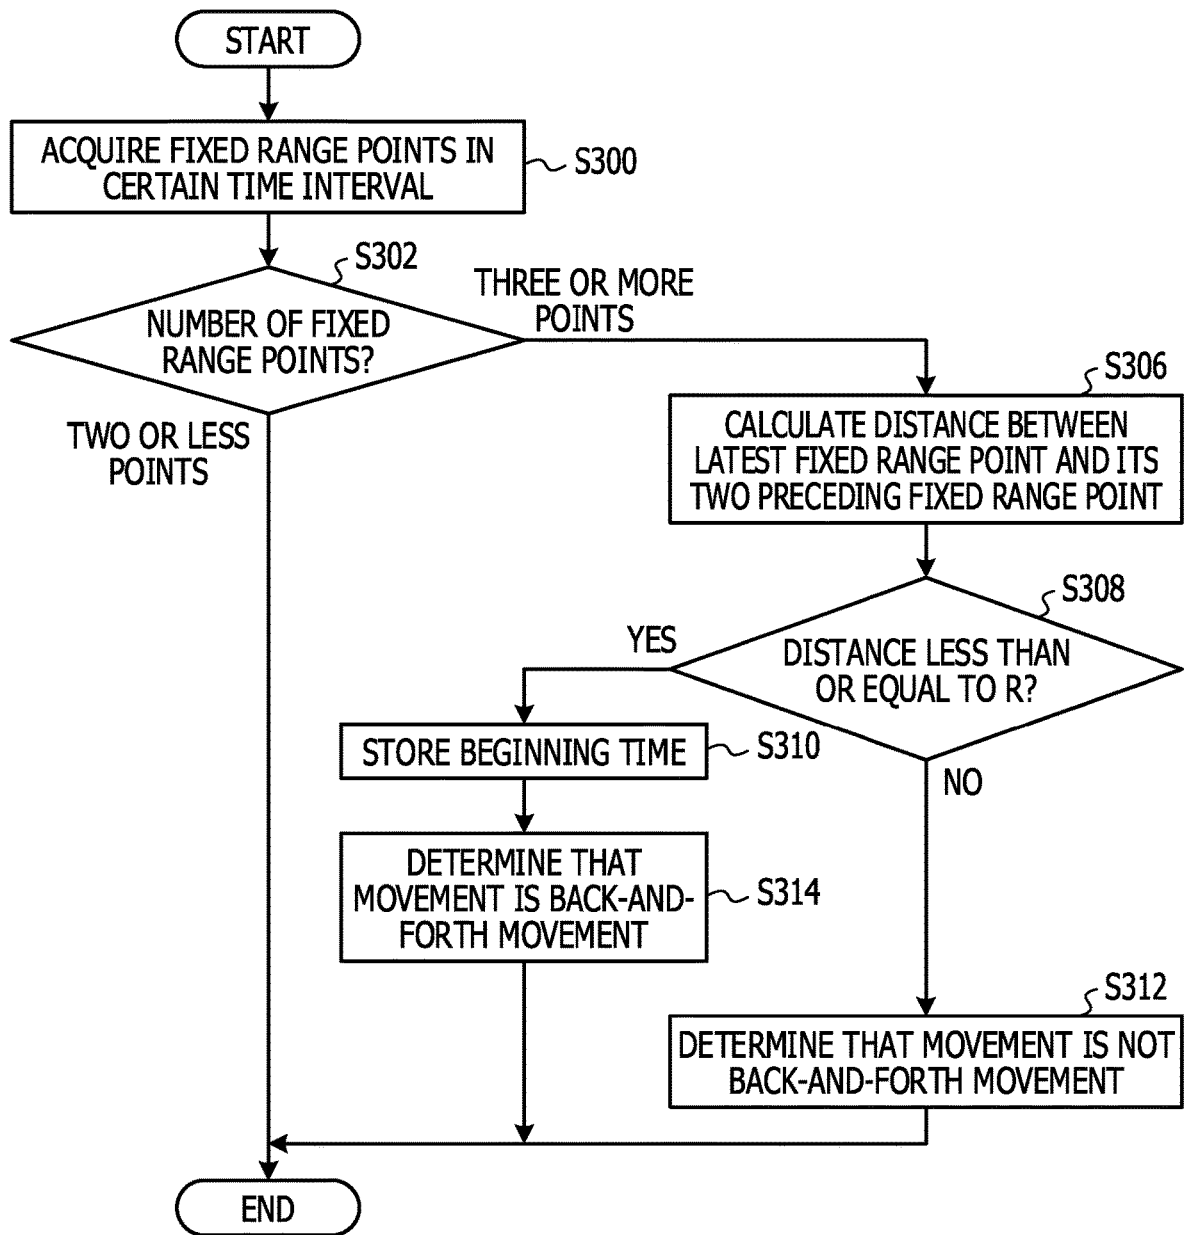 START
ACQUIRE FIXED RANGE POINTS IN
CERTAIN TIME INTERVAL
S300
S302
NUMBER OF FIXED
RANGE POINTS?
THREE OR MORE
POINTS
TWO OR LESS
POINTS
S306
CALCULATE DISTANCE BETWEEN
LATEST FIXED RANGE POINT AND ITS
TWO PRECEDING FIXED RANGE POINT
S308
DISTANCE LESS THAN
OR EQUAL TO R?
YES
NO
STORE BEGINNING TIME
S310
DETERMINE THAT
MOVEMENT IS BACK-AND-
FORTH MOVEMENT
S314
S312
DETERMINE THAT MOVEMENT IS NOT
BACK-AND-FORTH MOVEMENT
END